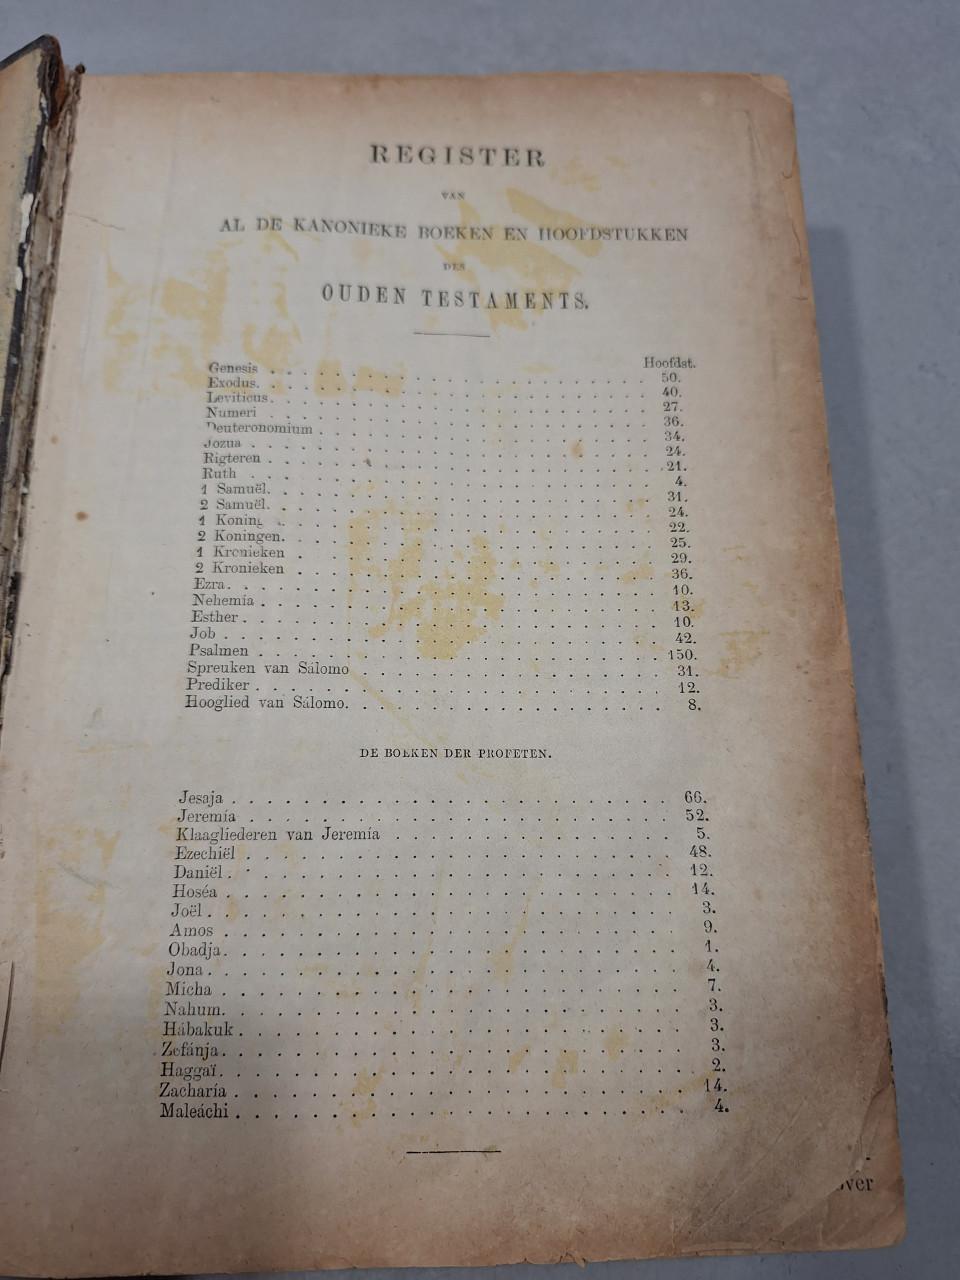 REGISTER
VAN
AL DE KANONIEKE BOEKEN EN HOOFDSTUKKEN
DES
OUDEN TESTAMENTS.
Hoofdst.
Genesis . . . . . . . . . . . . . . . . . 50.
Exodus. . . . . . . . . . . . . . . . . . 40.
Leviticus. . . . . . . . . . . . . . . . . 27.
Numeri . . . . . . . . . . . . . . . . . 36.
Deuteronomium . . . . . . . . . . . . . . 34.
Jozua . . . . . . . . . . . . . . . . . . 24.
Rigteren . . . . . . . . . . . . . . . . . 21.
Ruth . . . . . . . . . . . . . . . . . . 4.
1 Samuël. . . . . . . . . . . . . . . . . 31.
2 Samuël. . . . . . . . . . . . . . . . . 24.
1 Koning . . . . . . . . . . . . . . . . . 22.
2 Koningen. . . . . . . . . . . . . . . . . 25.
1 Kronieken . . . . . . . . . . . . . . . . 29.
2 Kronieken . . . . . . . . . . . . . . . . 36.
Ezra. . . . . . . . . . . . . . . . . . . 10.
Nehemía . . . . . . . . . . . . . . . . . 13.
Esther. . . . . . . . . . . . . . . . . . 10.
Job . . . . . . . . . . . . . . . . . . . 42.
Psalmen . . . . . . . . . . . . . . . . . 150.
Spreuken van Sálomo . . . . . . . . . . . . . 31.
Prediker . . . . . . . . . . . . . . . . . 12.
Hooglied van Sálomo. . . . . . . . . . . . . . 8.
DE BOEKEN DER PROFETEN.
Jesaja . . . . . . . . . . . . . . . . . . 66.
Jeremía . . . . . . . . . . . . . . . . . . 52.
Klaagliederen van Jeremía . . . . . . . . . . . . 5.
Ezechiël . . . . . . . . . . . . . . . . . . 48.
Daniël. . . . . . . . . . . . . . . . . . . 12.
Hoséa . . . . . . . . . . . . . . . . . . . 14.
Joël. . . . . . . . . . . . . . . . . . . . 3.
Amos . . . . . . . . . . . . . . . . . . . 9.
Obadja. . . . . . . . . . . . . . . . . . . 1.
Jona. . . . . . . . . . . . . . . . . . . . 4.
Micha . . . . . . . . . . . . . . . . . . . 7.
Nahum. . . . . . . . . . . . . . . . . . . 3.
Hábakuk . . . . . . . . . . . . . . . . . . 3.
Zefánja. . . . . . . . . . . . . . . . . . . 3.
Haggaï. . . . . . . . . . . . . . . . . . . 2.
Zacharía . . . . . . . . . . . . . . . . . . 14.
Maleáchi . . . . . . . . . . . . . . . . . . 4.